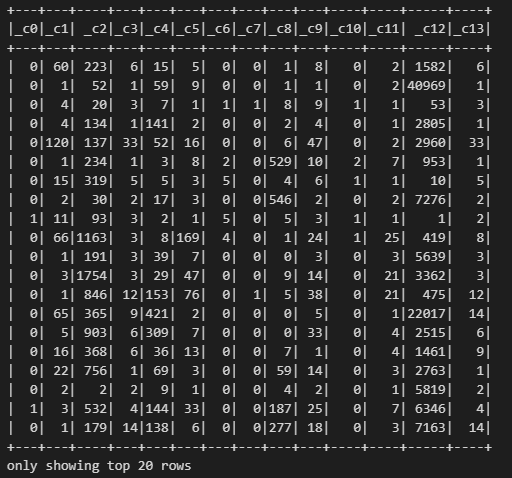 +---+---+----+---+---+---+---+---+---+---+----+----+-----+----+
|_c0|_c1| _c2|_c3|_c4|_c5|_c6|_c7|_c8|_c9|_c10|_c11| _c12|_c13|
+---+---+----+---+---+---+---+---+---+---+----+----+-----+----+
|  0| 60| 223|  6| 15|  5|  0|  0|  1|  8|   0|   2| 1582|   6|
|  0|  1|  52|  1| 59|  9|  0|  0|  1|  1|   0|   2|40969|   1|
|  0|  4|  20|  3|  7|  1|  1|  1|  8|  9|   1|   1|   53|   3|
|  0|  4| 134|  1|141|  2|  0|  0|  2|  4|   0|   1| 2805|   1|
|  0|120| 137| 33| 52| 16|  0|  0|  6| 47|   0|   2| 2960|  33|
|  0|  1| 234|  1|  3|  8|  2|  0|529| 10|   2|   7|  953|   1|
|  0| 15| 319|  5|  5|  3|  5|  0|  4|  6|   1|   1|   10|   5|
|  0|  2|  30|  2| 17|  3|  0|  0|546|  2|   0|   2| 7276|   2|
|  1| 11|  93|  3|  2|  1|  5|  0|  5|  3|   1|   1|    1|   2|
|  0| 66|1163|  3|  8|169|  4|  0|  1| 24|   1|  25|  419|   8|
|  0|  1| 191|  3| 39|  7|  0|  0|  0|  3|   0|   3| 5639|   3|
|  0|  3|1754|  3| 29| 47|  0|  0|  9| 14|   0|  21| 3362|   3|
|  0|  1| 846| 12|153| 76|  0|  1|  5| 38|   0|  21|  475|  12|
|  0| 65| 365|  9|421|  2|  0|  0|  0|  5|   0|   1|22017|  14|
|  0|  5| 903|  6|309|  7|  0|  0|  0| 33|   0|   4| 2515|   6|
|  0| 16| 368|  6| 36| 13|  0|  0|  7|  1|   0|   4| 1461|   9|
|  0| 22| 756|  1| 69|  3|  0|  0| 59| 14|   0|   3| 2763|   1|
|  0|  2|   2|  2|  9|  1|  0|  0|  4|  2|   0|   1| 5819|   2|
|  1|  3| 532|  4|144| 33|  0|  0|187| 25|   0|   7| 6346|   4|
|  0|  1| 179| 14|138|  6|  0|  0|277| 18|   0|   3| 7163|  14|
+---+---+----+---+---+---+---+---+---+---+----+----+-----+----+
only showing top 20 rows